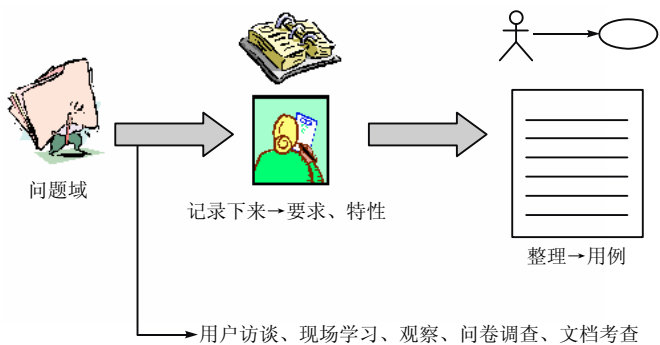 问题域
记录下来→要求、特性
整理→用例
用户访谈、现场学习、观察、问卷调查、文档考查